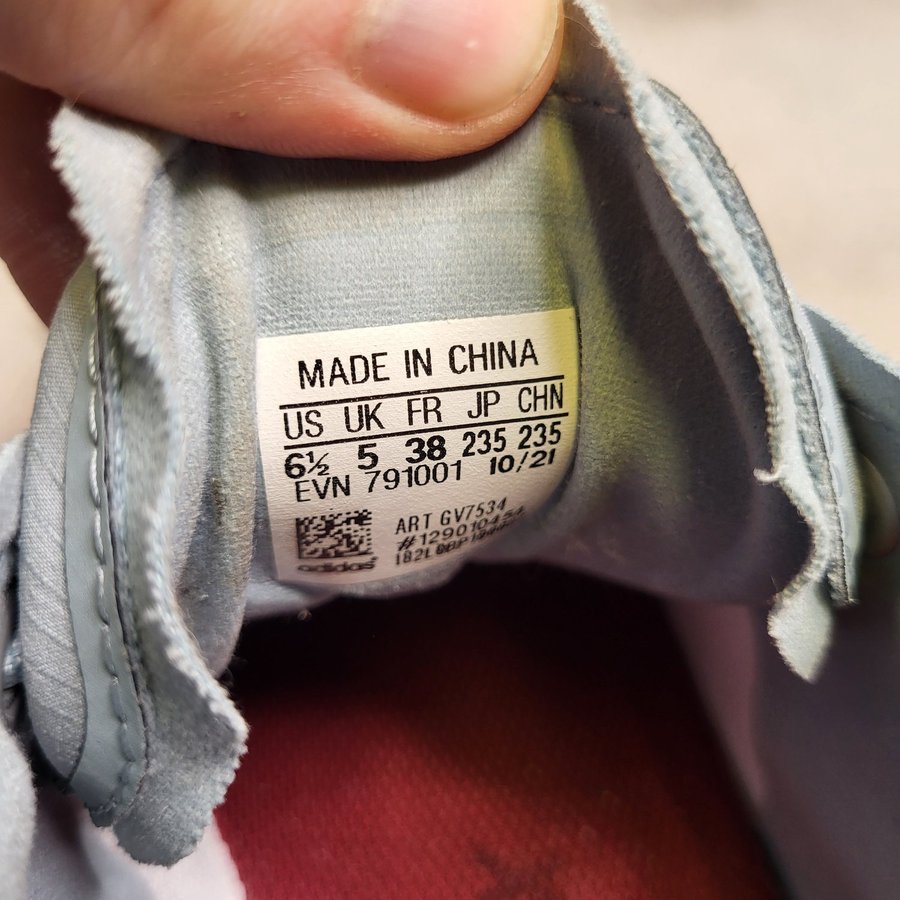 MADE IN CHINA
US UK FR JP CHN
6½ 5 38 235 235
EVN 791001 10/21
ART GV7534
adidas